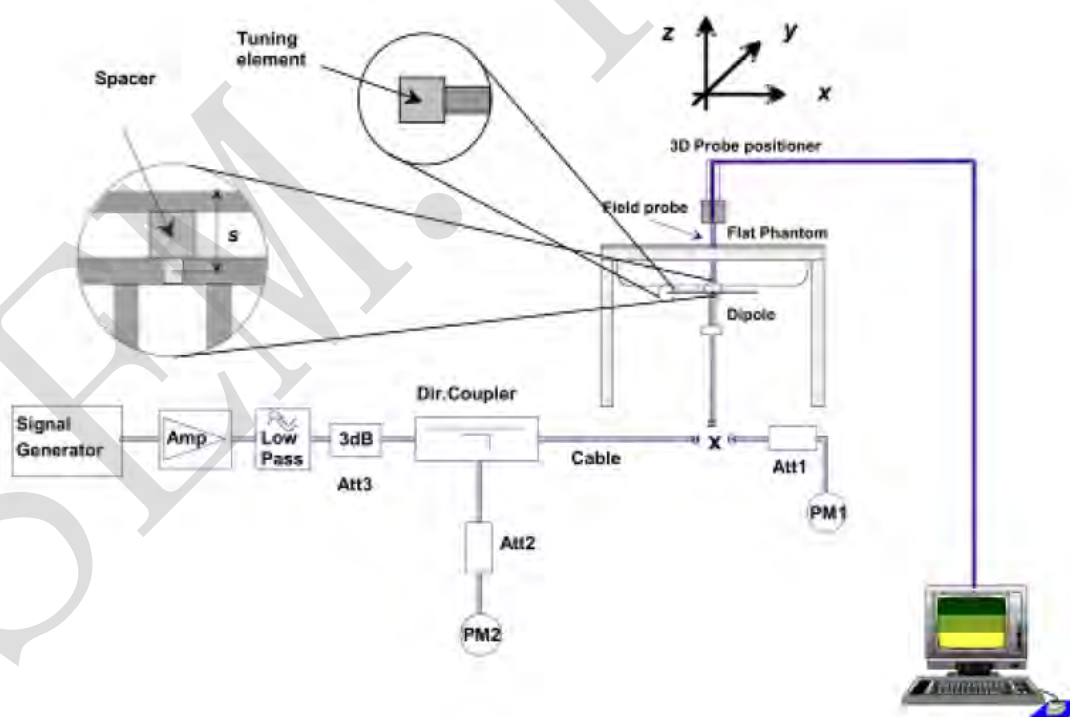 Tuning
element
Spacer
z
y
x
3D Probe positioner
Field probe
Flat Phantom
s
Dipole
Dir.Coupler
Signal
Generator
Amp
Low
Pass
3dB
Att3
Cable
x
Att1
PM1
Att2
PM2